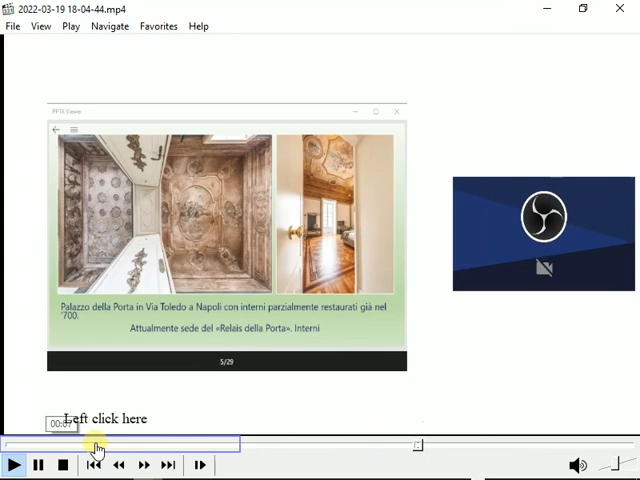 2022-03-19 18-04-44.mp4
File View Play Navigate Favorites Help
PPTX Viewer
Palazzo della Porta in Via Toledo a Napoli con interni parzialmente restaurati già nel
'700.
Attualmente sede del «Relais della Porta». Interni
5/29
Left click here